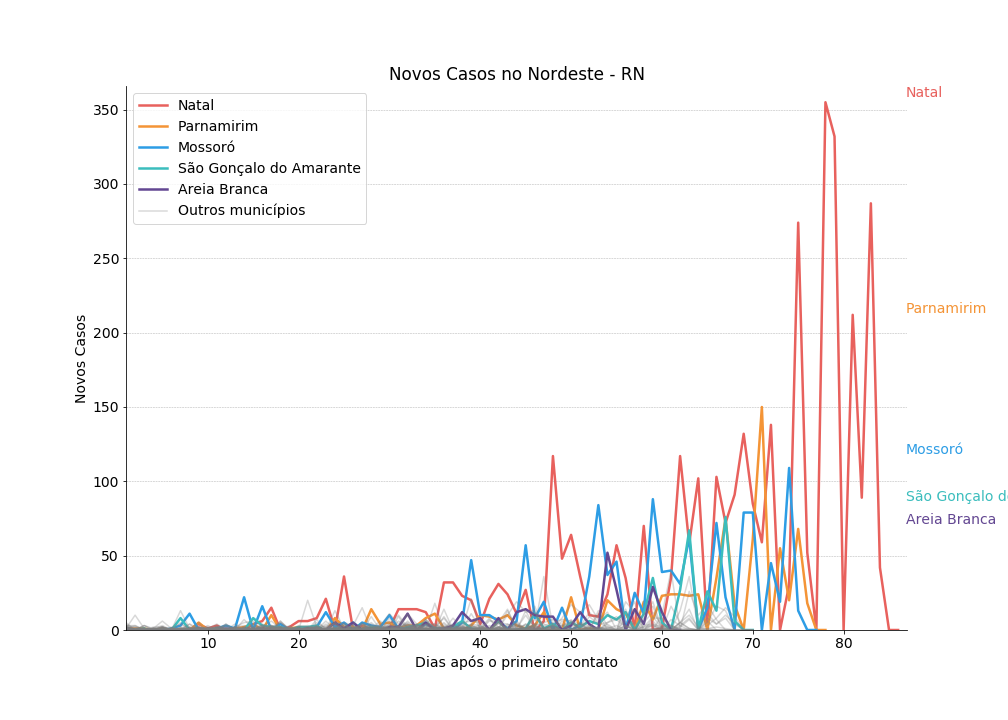 Novos Casos no Nordeste - RN
Natal
Parnamirim
Mossoró
São Gonçalo do Amarante
Areia Branca
Outros municípios
350
300
250
200
150
100
50
0
Novos Casos
10
20
30
40
50
60
70
80
Dias após o primeiro contato
Natal
Parnamirim
Mossoró
São Gonçalo d
Areia Branca